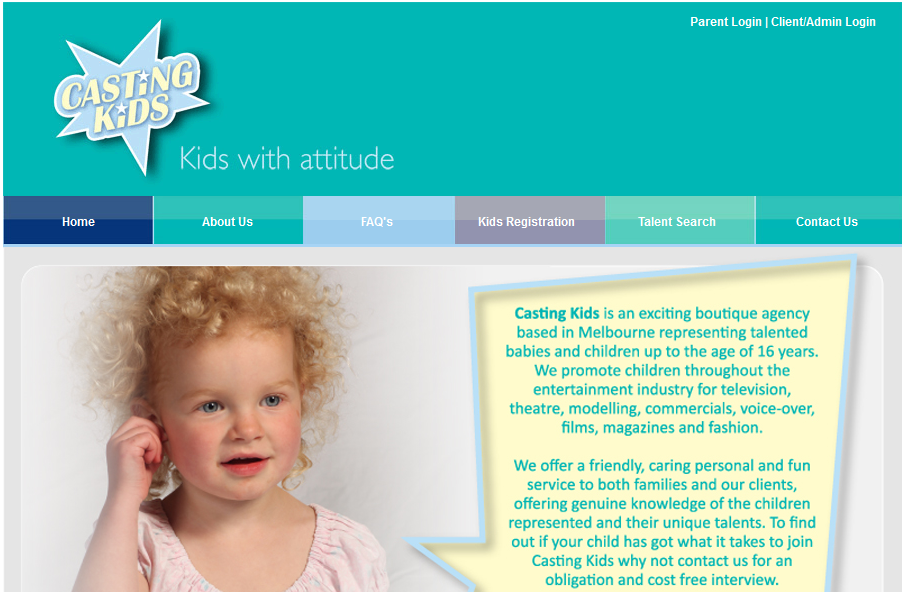 Parent Login | Client/Admin Login
CASTiNG
KiDS
Kids with attitude
Home
About Us
FAQ's
Kids Registration
Talent Search
Contact Us
Casting Kids is an exciting boutique agency
based in Melbourne representing talented
babies and children up to the age of 16 years.
We promote children throughout the
entertainment industry for television,
theatre, modelling, commercials, voice-over,
films, magazines and fashion.
We offer a friendly, caring personal and fun
service to both families and our clients,
offering genuine knowledge of the children
represented and their unique talents. To find
out if your child has got what it takes to join
Casting Kids why not contact us for an
obligation and cost free interview.